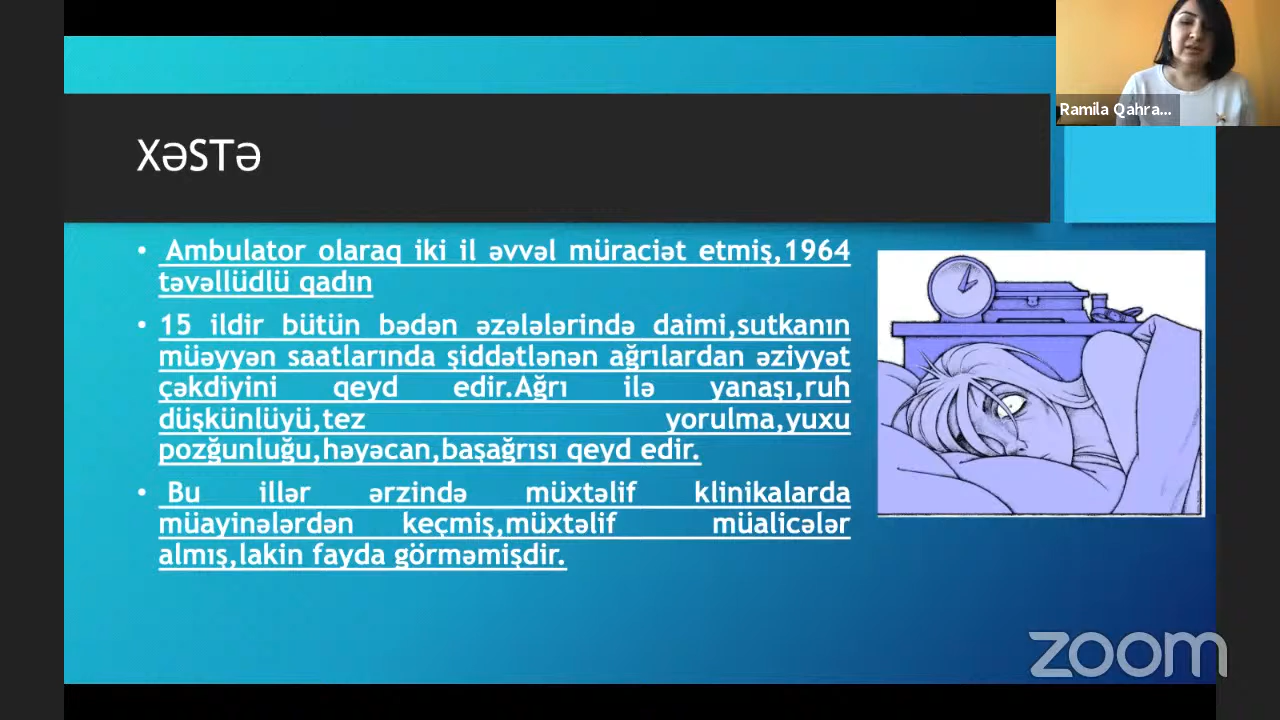 Ramila Qahra...
XƏSTƏ
• Ambulator olaraq iki il əvvəl müraciət etmiş,1964
təvəllüdlü qadın
• 15 ildir bütün bədən əzələlərində daimi,sutkanın
müəyyən saatlarında şiddətlənən ağrılardan əziyyət
çəkdiyini qeyd edir.Ağrı ilə yanaşı,ruh
düşkünlüyü,tez yorulma,yuxu
pozğunluğu,həyəcan,başağrısı qeyd edir.
• Bu illər ərzində müxtəlif klinikalarda
müayinələrdən keçmiş,müxtəlif müalicələr
almış,lakin fayda görməmişdir.
zoom